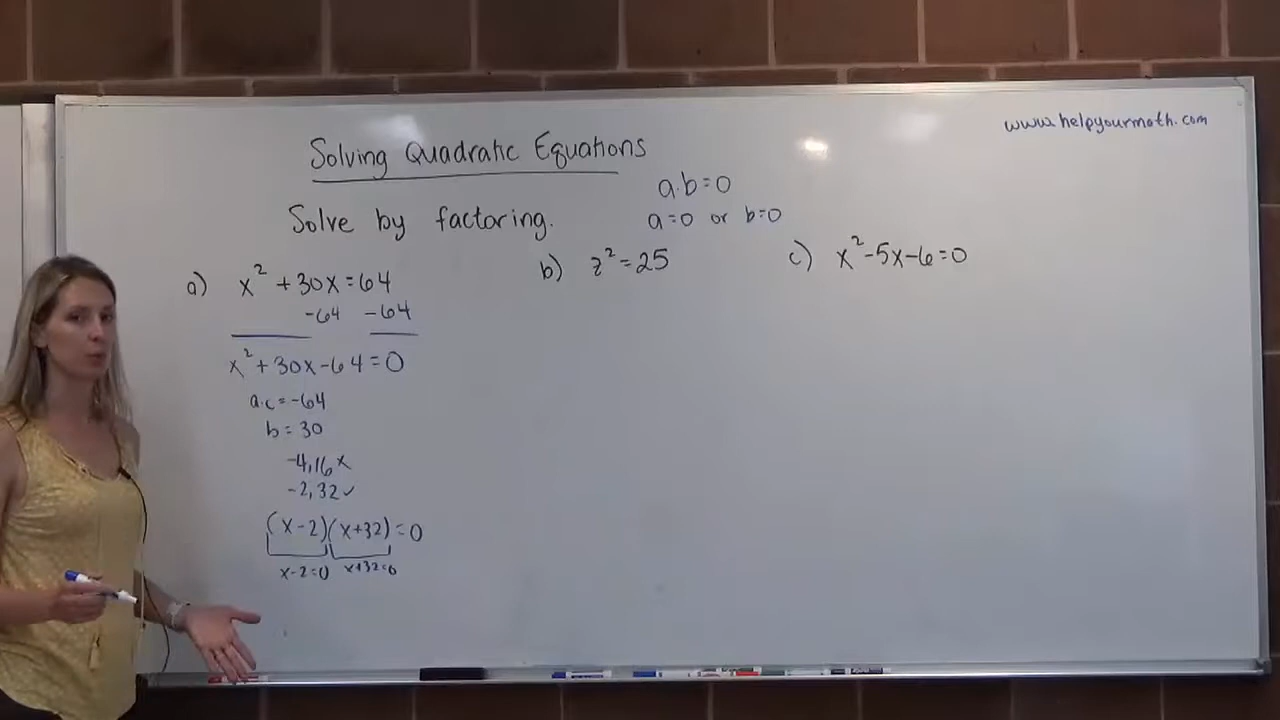 www.helpyourmath.com
Solving Quadratic Equations
a·b=0
Solve by factoring.
a=0 or b=0
a) x²+30x=64
-64 -64
x²+30x-64=0
a·c=-64
b=30
-4,16 x
-2,32 ✓
(x-2)(x+32)=0
x-2=0 x+32=0
b) z²=25
c) x²-5x-6=0